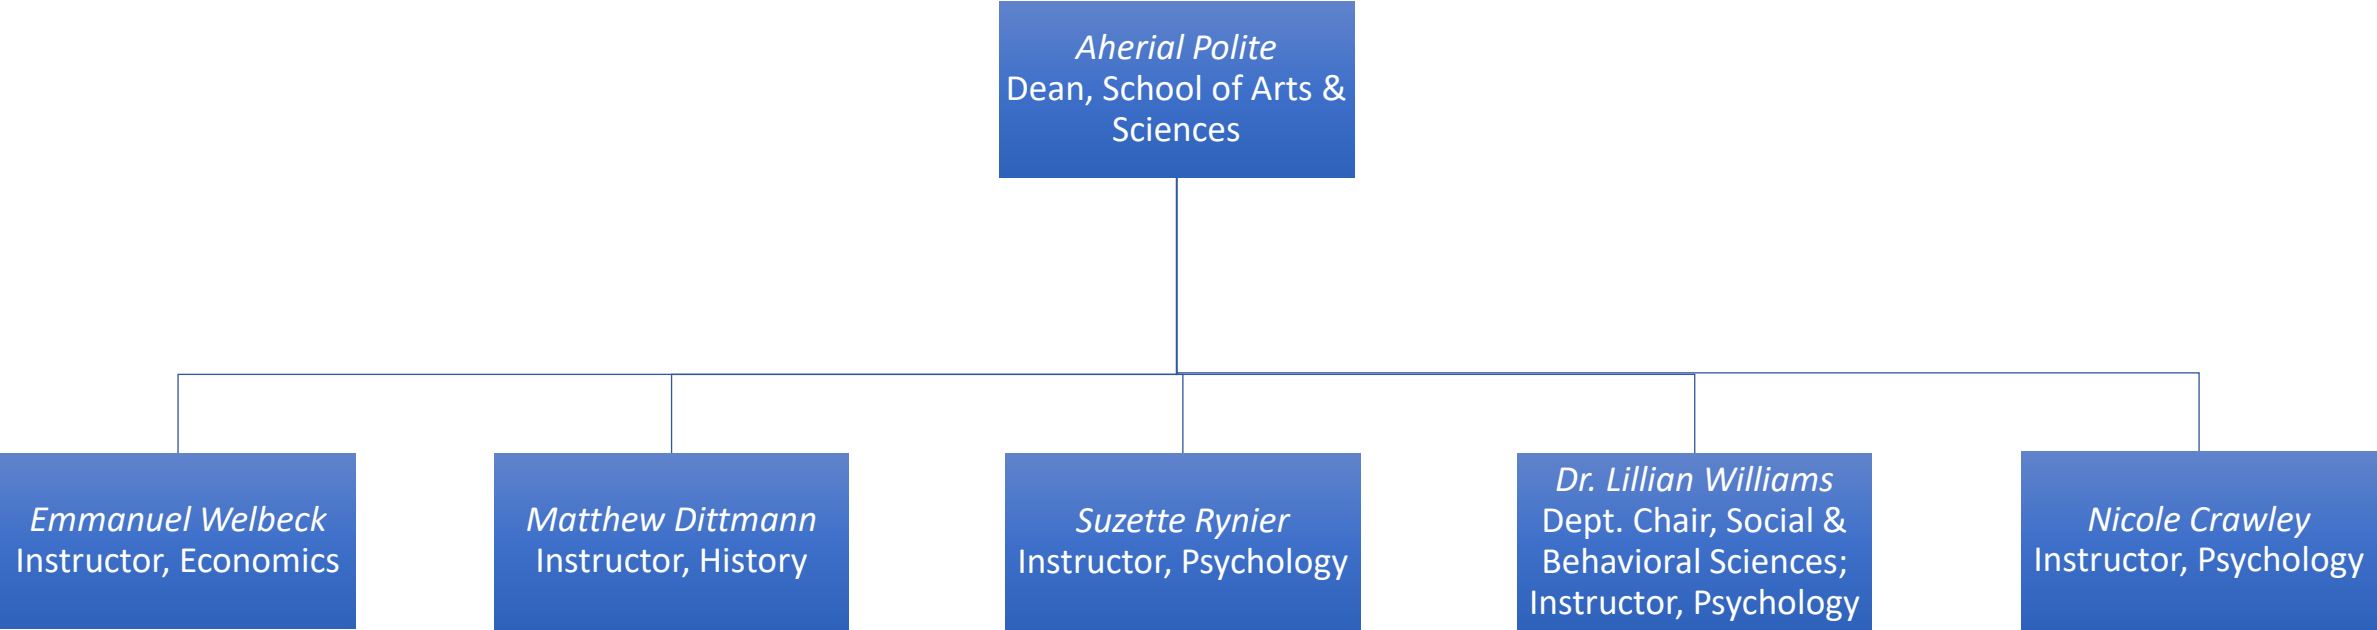 Aherial Polite
Dean, School of Arts &
Sciences
Emmanuel Welbeck
Instructor, Economics
Matthew Dittmann
Instructor, History
Suzette Rynier
Instructor, Psychology
Dr. Lillian Williams
Dept. Chair, Social &
Behavioral Sciences;
Instructor, Psychology
Nicole Crawley
Instructor, Psychology